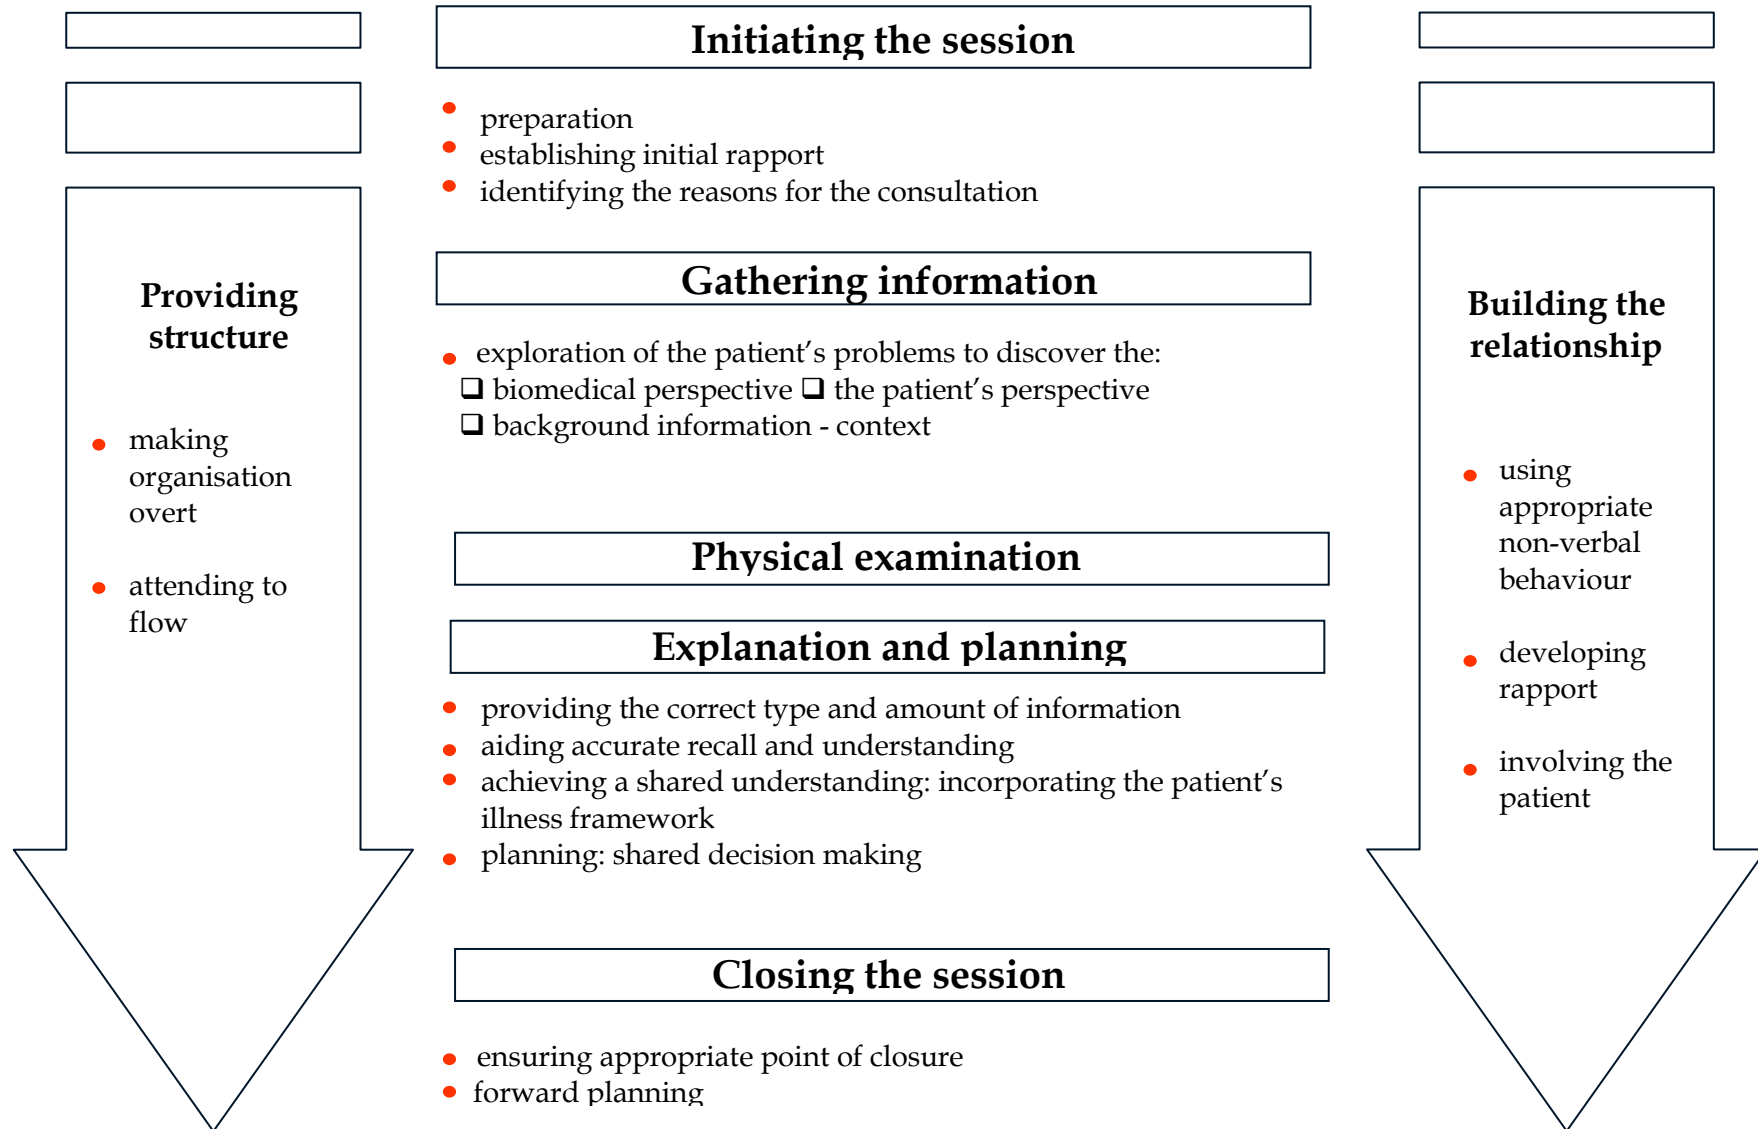 Initiating the session
• preparation
• establishing initial rapport
• identifying the reasons for the consultation
Providing
structure
• making
organisation
overt
• attending to
flow
Gathering information
• exploration of the patient’s problems to discover the:
❑ biomedical perspective ❑ the patient’s perspective
❑ background information - context
Physical examination
Explanation and planning
• providing the correct type and amount of information
• aiding accurate recall and understanding
• achieving a shared understanding: incorporating the patient’s
illness framework
• planning: shared decision making
Closing the session
• ensuring appropriate point of closure
• forward planning
Building the
relationship
• using
appropriate
non-verbal
behaviour
• developing
rapport
• involving the
patient